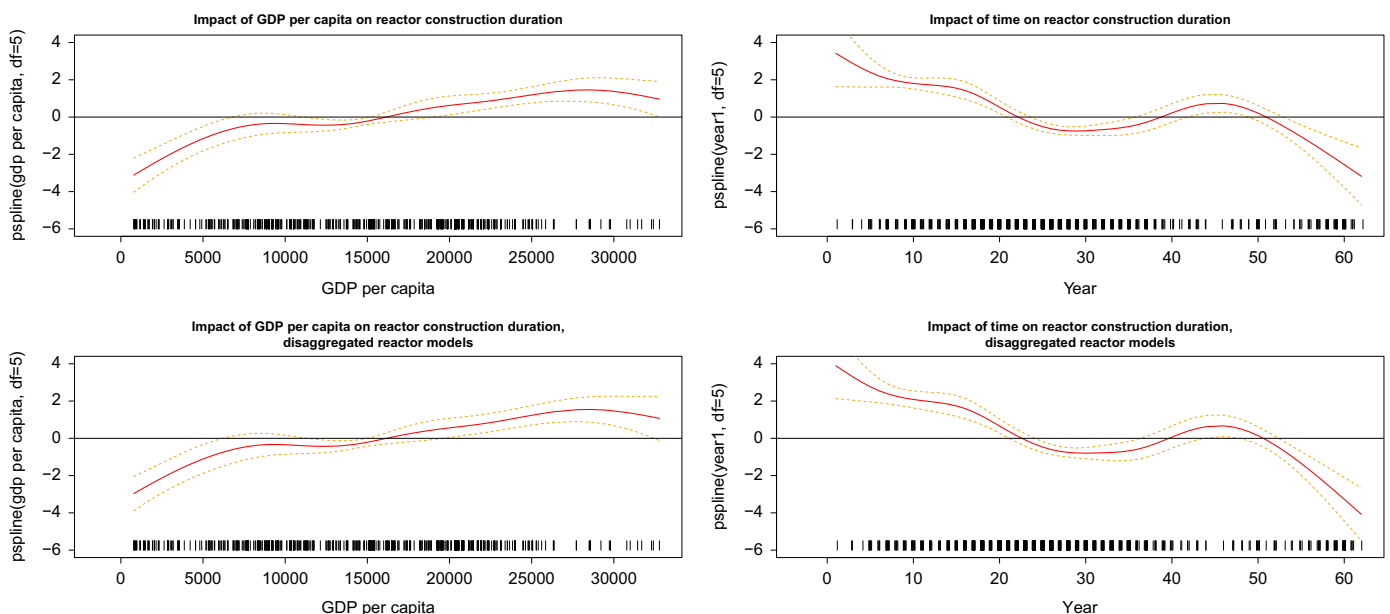 Impact of GDP per capita on reactor construction duration
pspline(gdp per capita, df=5)
4
2
0
−2
−4
−6
0 5000 10000 15000 20000 25000 30000
GDP per capita
Impact of time on reactor construction duration
pspline(year1, df=5)
4
2
0
−2
−4
−6
0 10 20 30 40 50 60
Year
Impact of GDP per capita on reactor construction duration,
disaggregated reactor models
pspline(gdp per capita, df=5)
4
2
0
−2
−4
−6
0 5000 10000 15000 20000 25000 30000
GDP per capita
Impact of time on reactor construction duration,
disaggregated reactor models
pspline(year1, df=5)
4
2
0
−2
−4
−6
0 10 20 30 40 50 60
Year